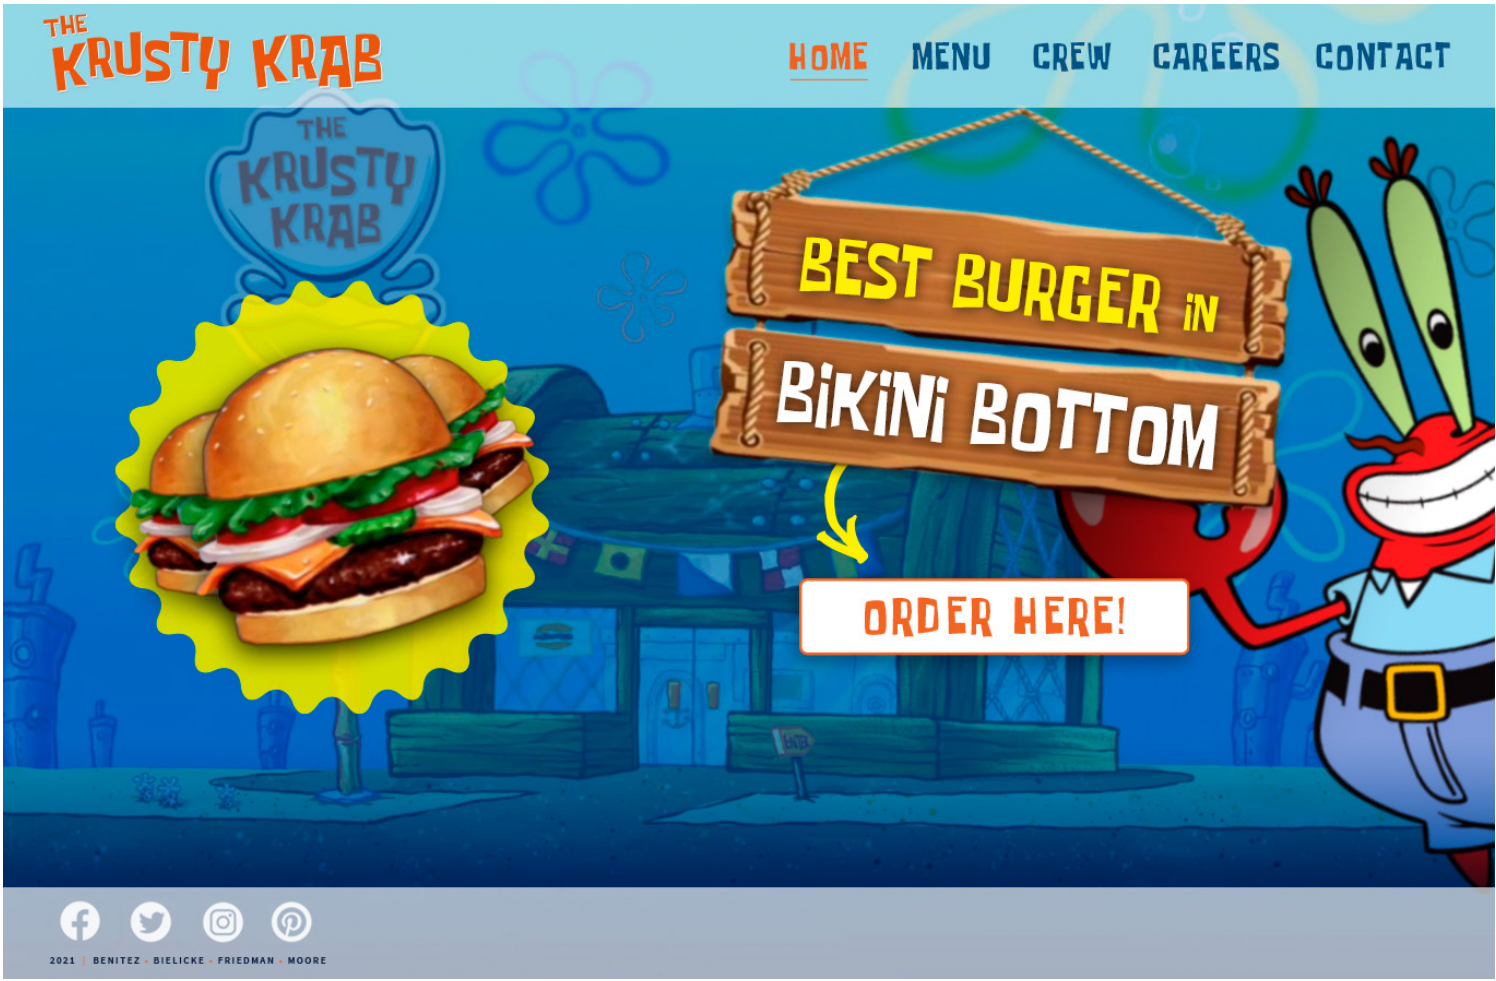 THE
KRUSTY KRAB
HOME MENU CREW CAREERS CONTACT
THE
KRUSTY
KRAB
BEST BURGER iN
BiKiNi BOTTOM
ORDER HERE!
2021 | BENITEZ • BIELICKE • FRIEDMAN • MOORE